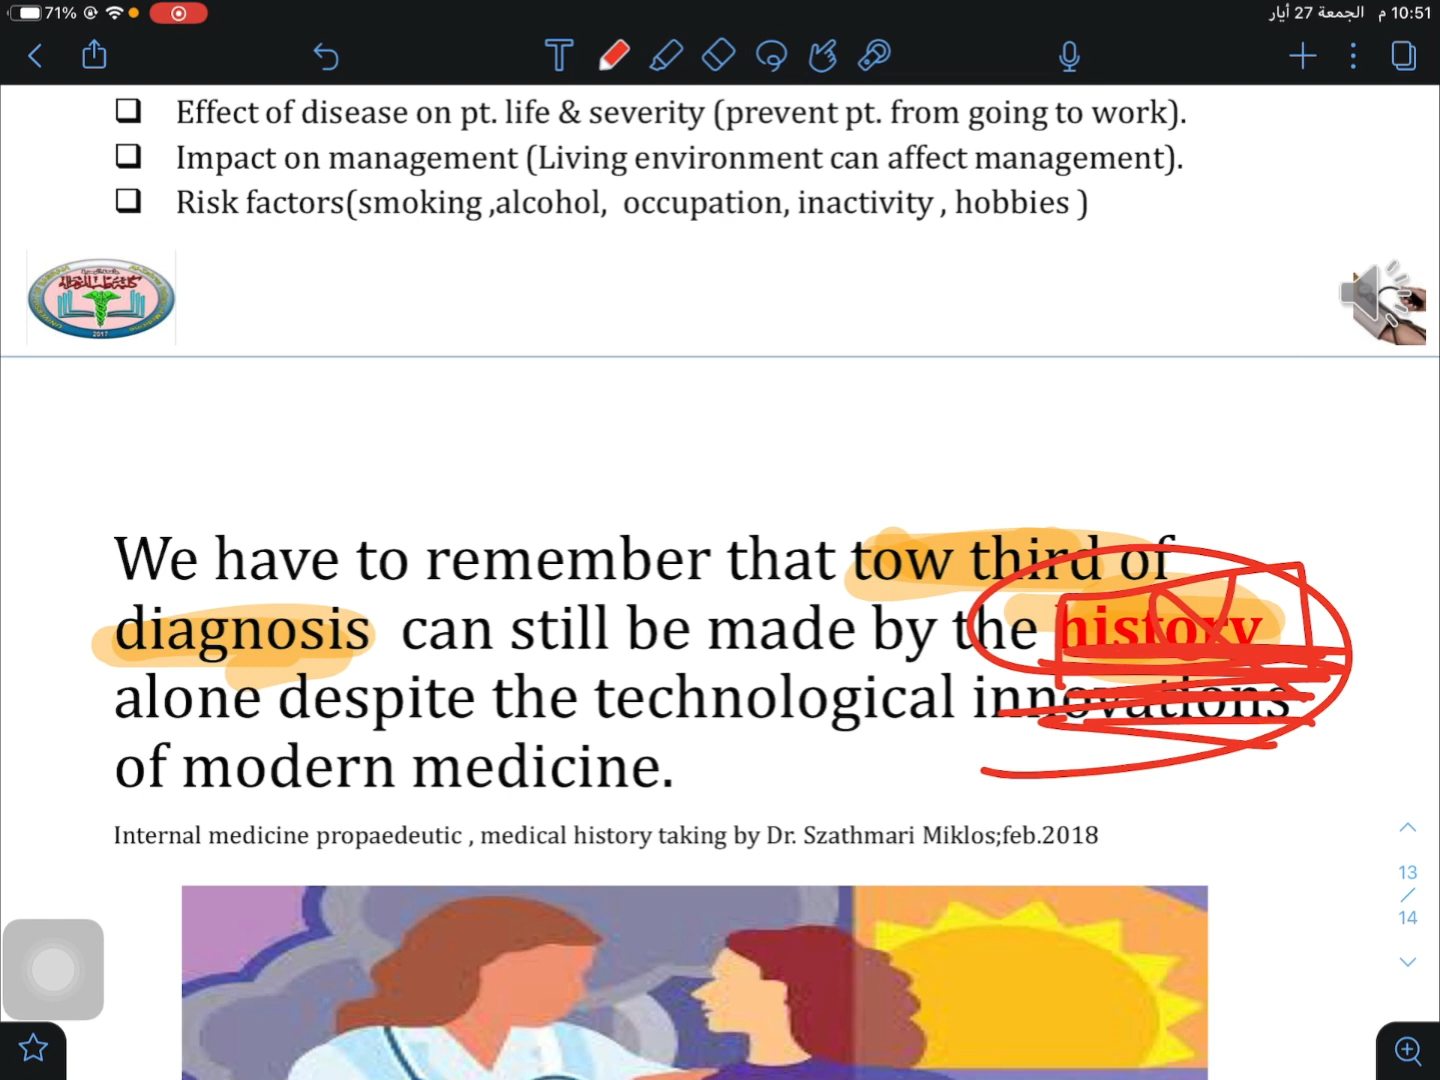 71%
10:51 م الجمعة 27 أيار
Effect of disease on pt. life & severity (prevent pt. from going to work).
Impact on management (Living environment can affect management).
Risk factors(smoking ,alcohol, occupation, inactivity , hobbies )
2017
We have to remember that tow third of
diagnosis can still be made by the history
alone despite the technological innovations
of modern medicine.
Internal medicine propaedeutic , medical history taking by Dr. Szathmari Miklos;feb.2018
13
/
14